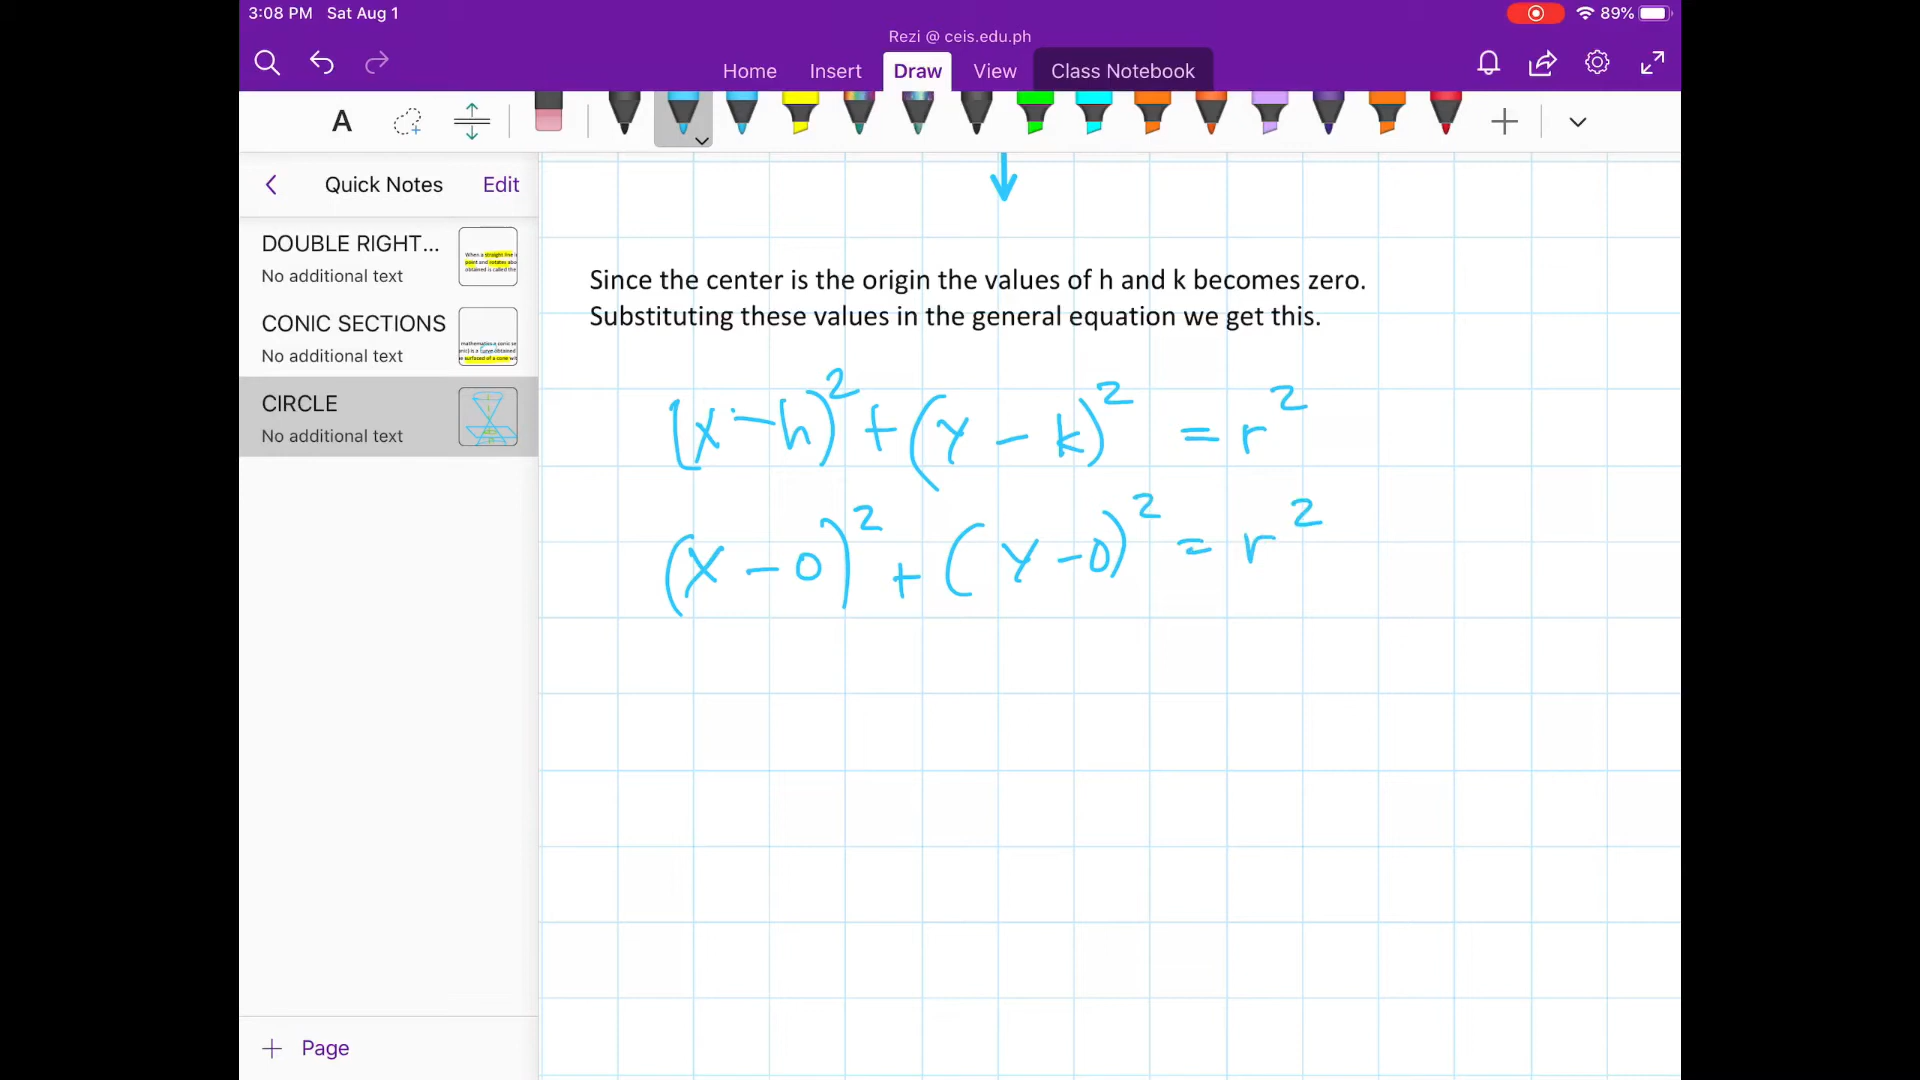 3:08 PM Sat Aug 1
89%
Rezi @ ceis.edu.ph
Home Insert Draw View Class Notebook
A
Quick Notes Edit
DOUBLE RIGHT...
No additional text
CONIC SECTIONS
No additional text
CIRCLE
No additional text
Since the center is the origin the values of h and k becomes zero.
Substituting these values in the general equation we get this.
(x - h)² + (y - k)² = r²
(x - 0)² + (y - 0)² = r²
+ Page